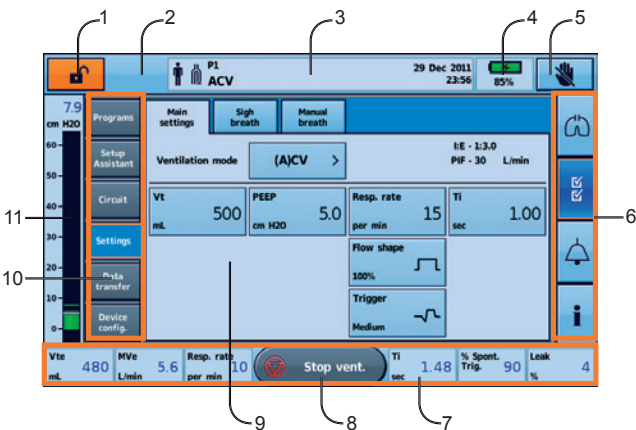 1
2
3
4
5
P1
ACV
29 Dec 2011
23:56
85%
7.9
cm H2O
60-
50-
40-
30-
20-
10-
0-
11
10
Programs
Setup
Assistant
Circuit
Settings
Data
transfer
Device
config.
Main
settings
Sigh
breath
Manual
breath
Ventilation mode
(A)CV >
I:E - 1:3.0
PIF - 30 L/min
Vt
500
mL
PEEP
5.0
cm H2O
Resp. rate
15
per min
Ti
1.00
sec
Flow shape
100%
Trigger
Medium
i
6
Vte
480
mL
MVe
5.6
L/min
Resp. rate
10
per min
Stop vent.
Ti
1.48
sec
% Spont.
Trig.
90
Leak
4
%
9
8
7